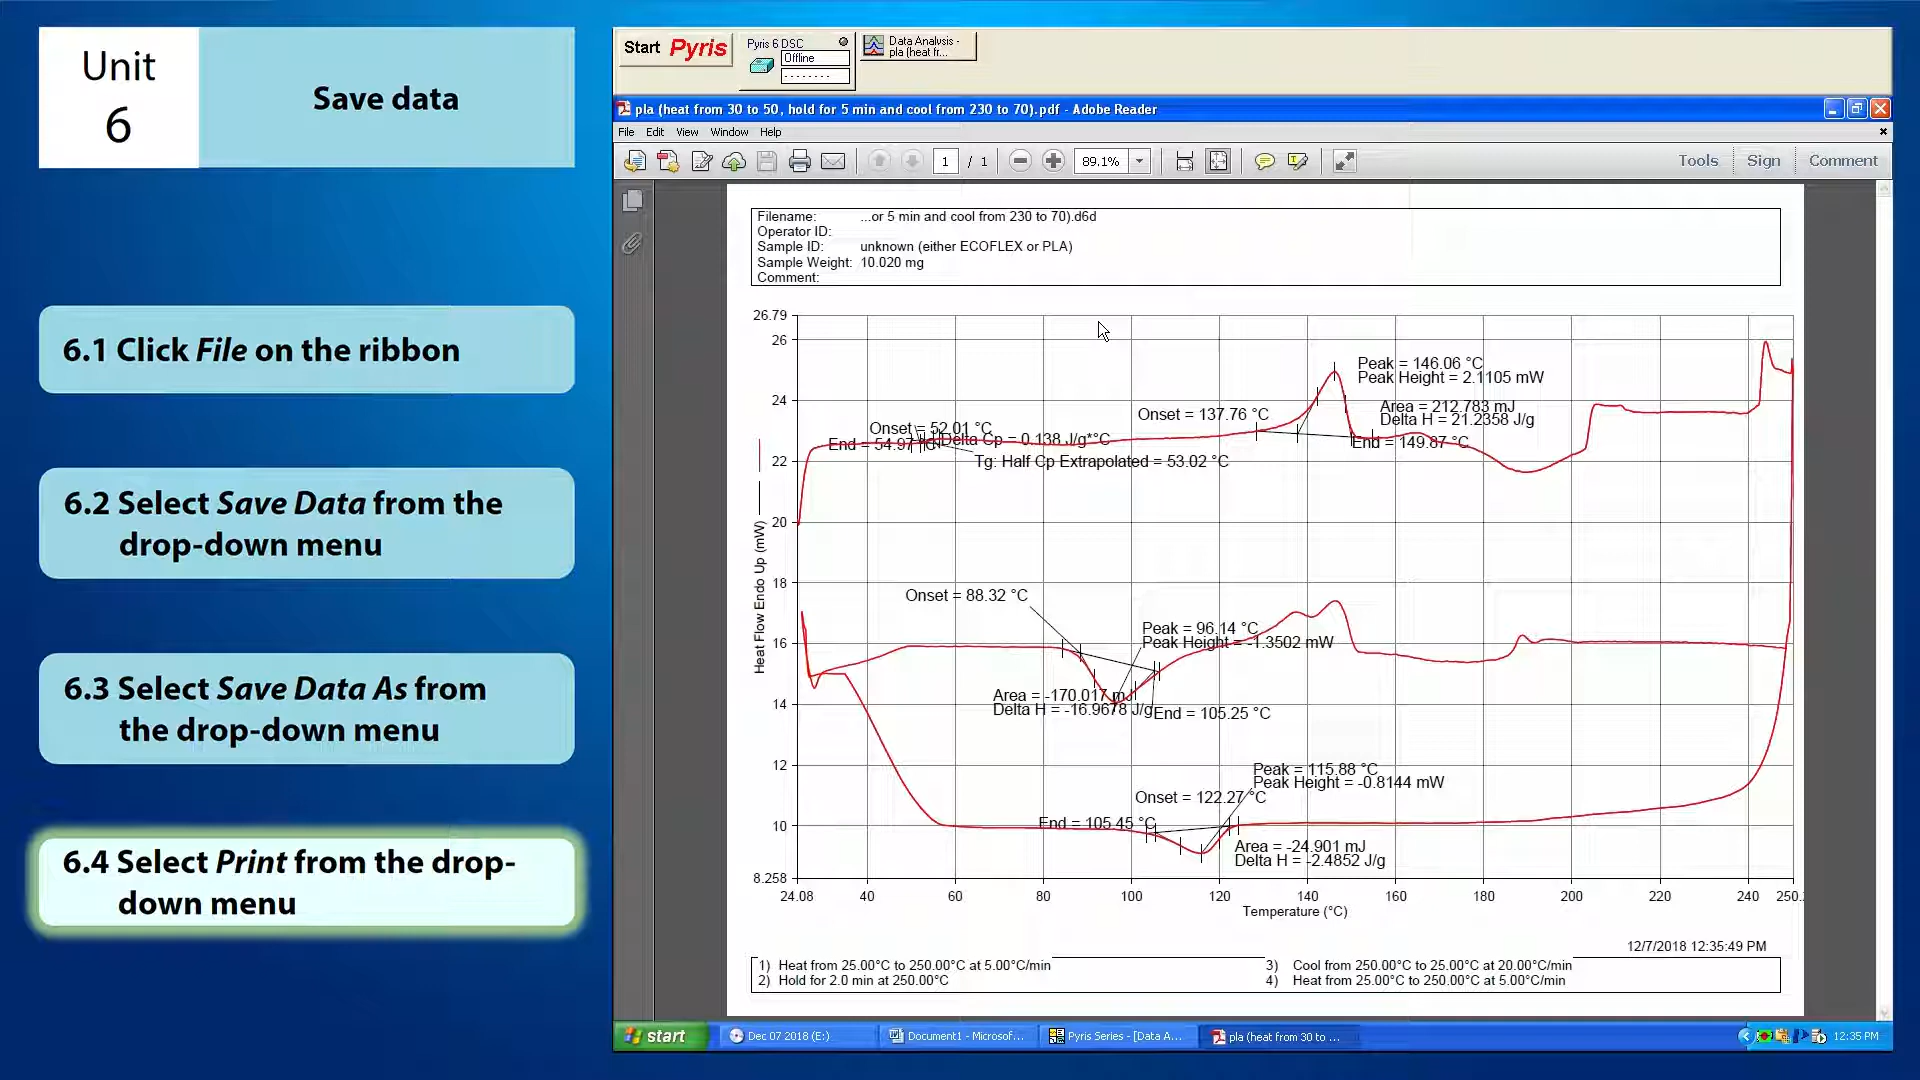 Unit
6
Save data
6.1 Click File on the ribbon
6.2 Select Save Data from the
drop-down menu
6.3 Select Save Data As from
the drop-down menu
6.4 Select Print from the drop-
down menu
Start Pyris
Pyris 6 DSC
Offline
--------
Data Analysis -
pla (heat fr...
pla (heat from 30 to 50, hold for 5 min and cool from 230 to 70).pdf - Adobe Reader
File Edit View Window Help
1 / 1
89.1%
Tools Sign Comment
Filename: ...or 5 min and cool from 230 to 70).d6d
Operator ID:
Sample ID: unknown (either ECOFLEX or PLA)
Sample Weight: 10.020 mg
Comment:
26.79
26
24
22
20
18
16
14
12
10
8.258
Heat Flow Endo Up (mW)
Peak = 146.06 °C
Peak Height = 2.1105 mW
Area = 212.783 mJ
Delta H = 21.2358 J/g
Onset = 137.76 °C
End = 149.87 °C
Onset = 52.01 °C
Delta Cp = 0.138 J/g*°C
End = 54.97 °C
Tg: Half Cp Extrapolated = 53.02 °C
Onset = 88.32 °C
Peak = 96.14 °C
Peak Height = -1.3502 mW
Area = -170.017 mJ
Delta H = -16.9678 J/g
End = 105.25 °C
Peak = 115.88 °C
Peak Height = -0.8144 mW
Onset = 122.27 °C
End = 105.45 °C
Area = -24.901 mJ
Delta H = -2.4852 J/g
24.08 40 60 80 100 120 140 160 180 200 220 240 250.
Temperature (°C)
12/7/2018 12:35:49 PM
1) Heat from 25.00°C to 250.00°C at 5.00°C/min
2) Hold for 2.0 min at 250.00°C
3) Cool from 250.00°C to 25.00°C at 20.00°C/min
4) Heat from 25.00°C to 250.00°C at 5.00°C/min
start
Dec 07 2018 (E:)
Document1 - Microsof...
Pyris Series - [Data A...
pla (heat from 30 to ...
12:35 PM